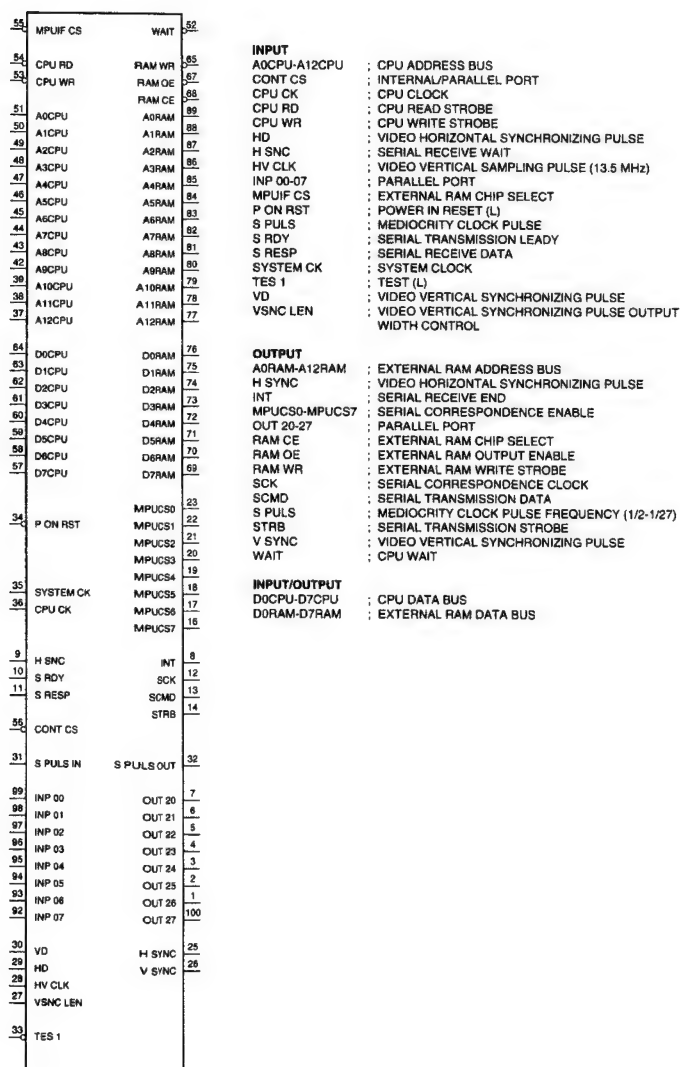 55 MPUIF CS WAIT 52
54 CPU RD RAM WR 65
53 CPU WR RAM OE 67
RAM CE 68
51 A0CPU A0RAM 89
50 A1CPU A1RAM 88
49 A2CPU A2RAM 87
48 A3CPU A3RAM 86
47 A4CPU A4RAM 85
46 A5CPU A5RAM 84
45 A6CPU A6RAM 83
44 A7CPU A7RAM 82
43 A8CPU A8RAM 81
42 A9CPU A9RAM 80
39 A10CPU A10RAM 79
38 A11CPU A11RAM 78
37 A12CPU A12RAM 77
64 D0CPU D0RAM 76
63 D1CPU D1RAM 75
62 D2CPU D2RAM 74
61 D3CPU D3RAM 73
60 D4CPU D4RAM 72
59 D5CPU D5RAM 71
58 D6CPU D6RAM 70
57 D7CPU D7RAM 69
MPUCS0 23
34 P ON RST MPUCS1 22
MPUCS2 21
MPUCS3 20
MPUCS4 19
35 SYSTEM CK MPUCS5 18
36 CPU CK MPUCS6 17
MPUCS7 16
9 H SNC INT 8
10 S RDY SCK 12
11 S RESP SCMD 13
STRB 14
56 CONT CS
31 S PULS IN S PULS OUT 32
99 INP 00 OUT 20 7
98 INP 01 OUT 21 6
97 INP 02 OUT 22 5
96 INP 03 OUT 23 4
95 INP 04 OUT 24 3
94 INP 05 OUT 25 2
93 INP 06 OUT 26 1
92 INP 07 OUT 27 100
30 VD H SYNC 25
29 HD V SYNC 26
28 HV CLK
27 VSNC LEN
33 TES 1
INPUT
A0CPU-A12CPU ; CPU ADDRESS BUS
CONT CS ; INTERNAL/PARALLEL PORT
CPU CK ; CPU CLOCK
CPU RD ; CPU READ STROBE
CPU WR ; CPU WRITE STROBE
HD ; VIDEO HORIZONTAL SYNCHRONIZING PULSE
H SNC ; SERIAL RECEIVE WAIT
HV CLK ; VIDEO VERTICAL SAMPLING PULSE (13.5 MHz)
INP 00-07 ; PARALLEL PORT
MPUIF CS ; EXTERNAL RAM CHIP SELECT
P ON RST ; POWER IN RESET (L)
S PULS ; MEDIOCRITY CLOCK PULSE
S RDY ; SERIAL TRANSMISSION LEADY
S RESP ; SERIAL RECEIVE DATA
SYSTEM CK ; SYSTEM CLOCK
TES 1 ; TEST (L)
VD ; VIDEO VERTICAL SYNCHRONIZING PULSE
VSNC LEN ; VIDEO VERTICAL SYNCHRONIZING PULSE OUTPUT
WIDTH CONTROL
OUTPUT
A0RAM-A12RAM ; EXTERNAL RAM ADDRESS BUS
H SYNC ; VIDEO HORIZONTAL SYNCHRONIZING PULSE
INT ; SERIAL RECEIVE END
MPUCS0-MPUCS7 ; SERIAL CORRESPONDENCE ENABLE
OUT 20-27 ; PARALLEL PORT
RAM CE ; EXTERNAL RAM CHIP SELECT
RAM OE ; EXTERNAL RAM OUTPUT ENABLE
RAM WR ; EXTERNAL RAM WRITE STROBE
SCK ; SERIAL CORRESPONDENCE CLOCK
SCMD ; SERIAL TRANSMISSION DATA
S PULS ; MEDIOCRITY CLOCK PULSE FREQUENCY (1/2-1/27)
STRB ; SERIAL TRANSMISSION STROBE
V SYNC ; VIDEO VERTICAL SYNCHRONIZING PULSE
WAIT ; CPU WAIT
INPUT/OUTPUT
D0CPU-D7CPU ; CPU DATA BUS
D0RAM-D7RAM ; EXTERNAL RAM DATA BUS